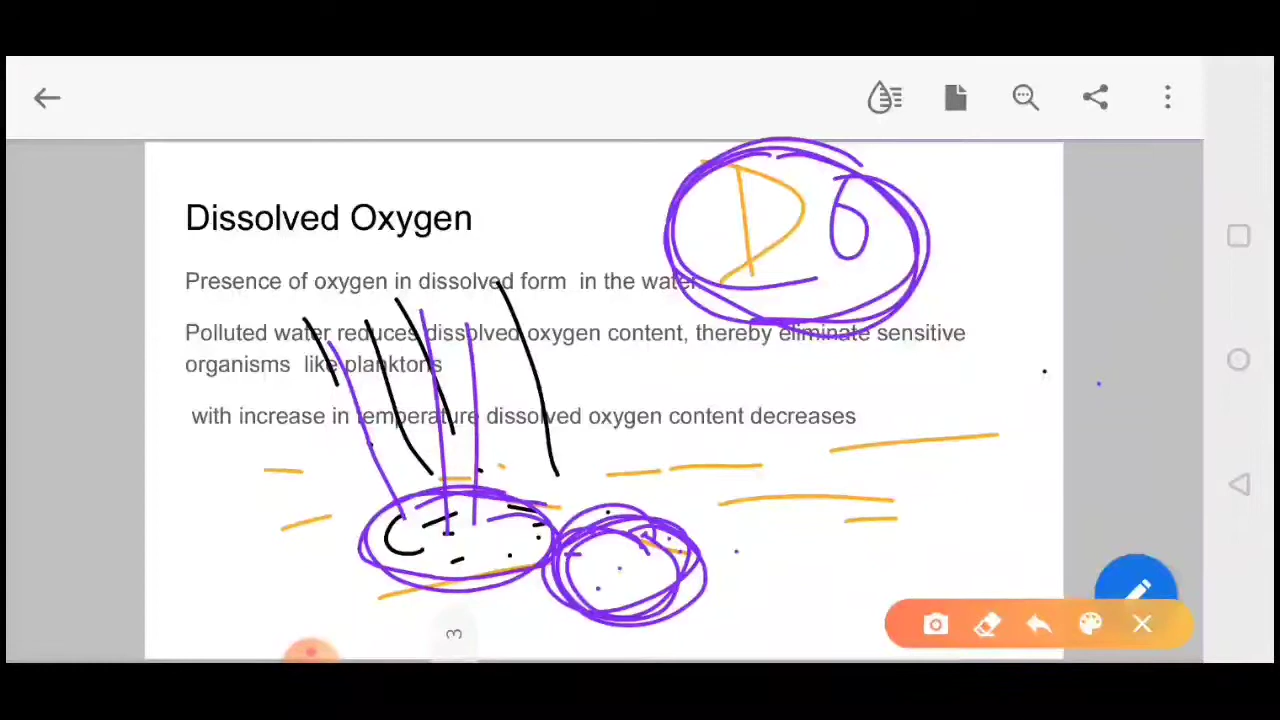 Dissolved Oxygen
DO
Presence of oxygen in dissolved form in the water
Polluted water reduces dissolved oxygen content, thereby eliminate sensitive
organisms like planktons
with increase in temperature dissolved oxygen content decreases
3